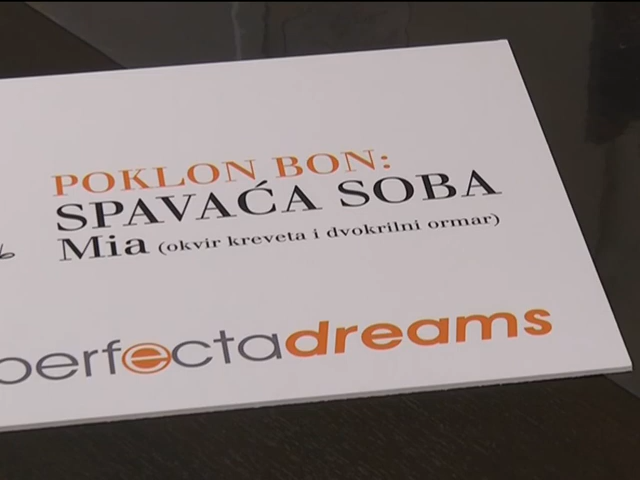 POKLON BON:
SPAVAĆA SOBA
Mia (okvir kreveta i dvokrilni ormar)
perfectadreams